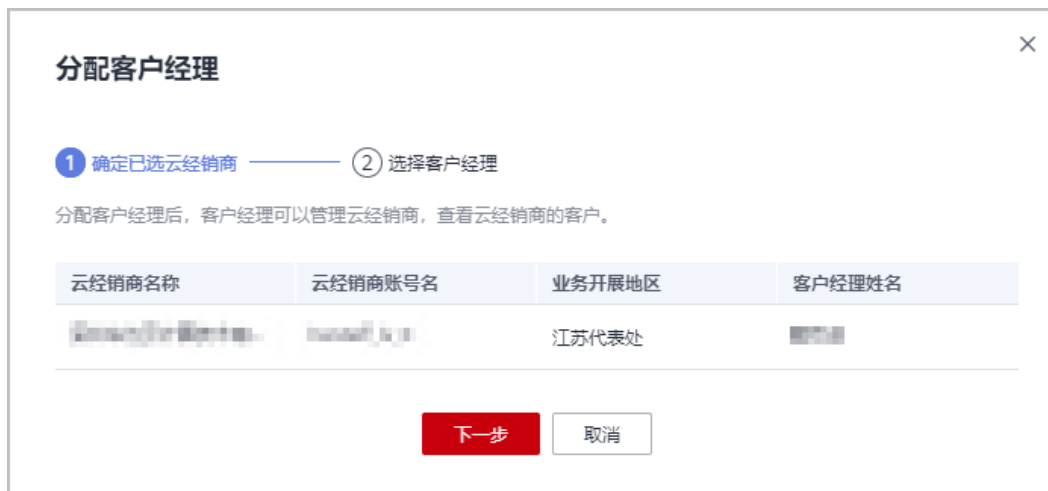 分配客户经理
1 确定已选云经销商 2 选择客户经理
分配客户经理后，客户经理可以管理云经销商，查看云经销商的客户。
云经销商名称 云经销商账号名 业务开展地区 客户经理姓名
江苏代表处
下一步 取消